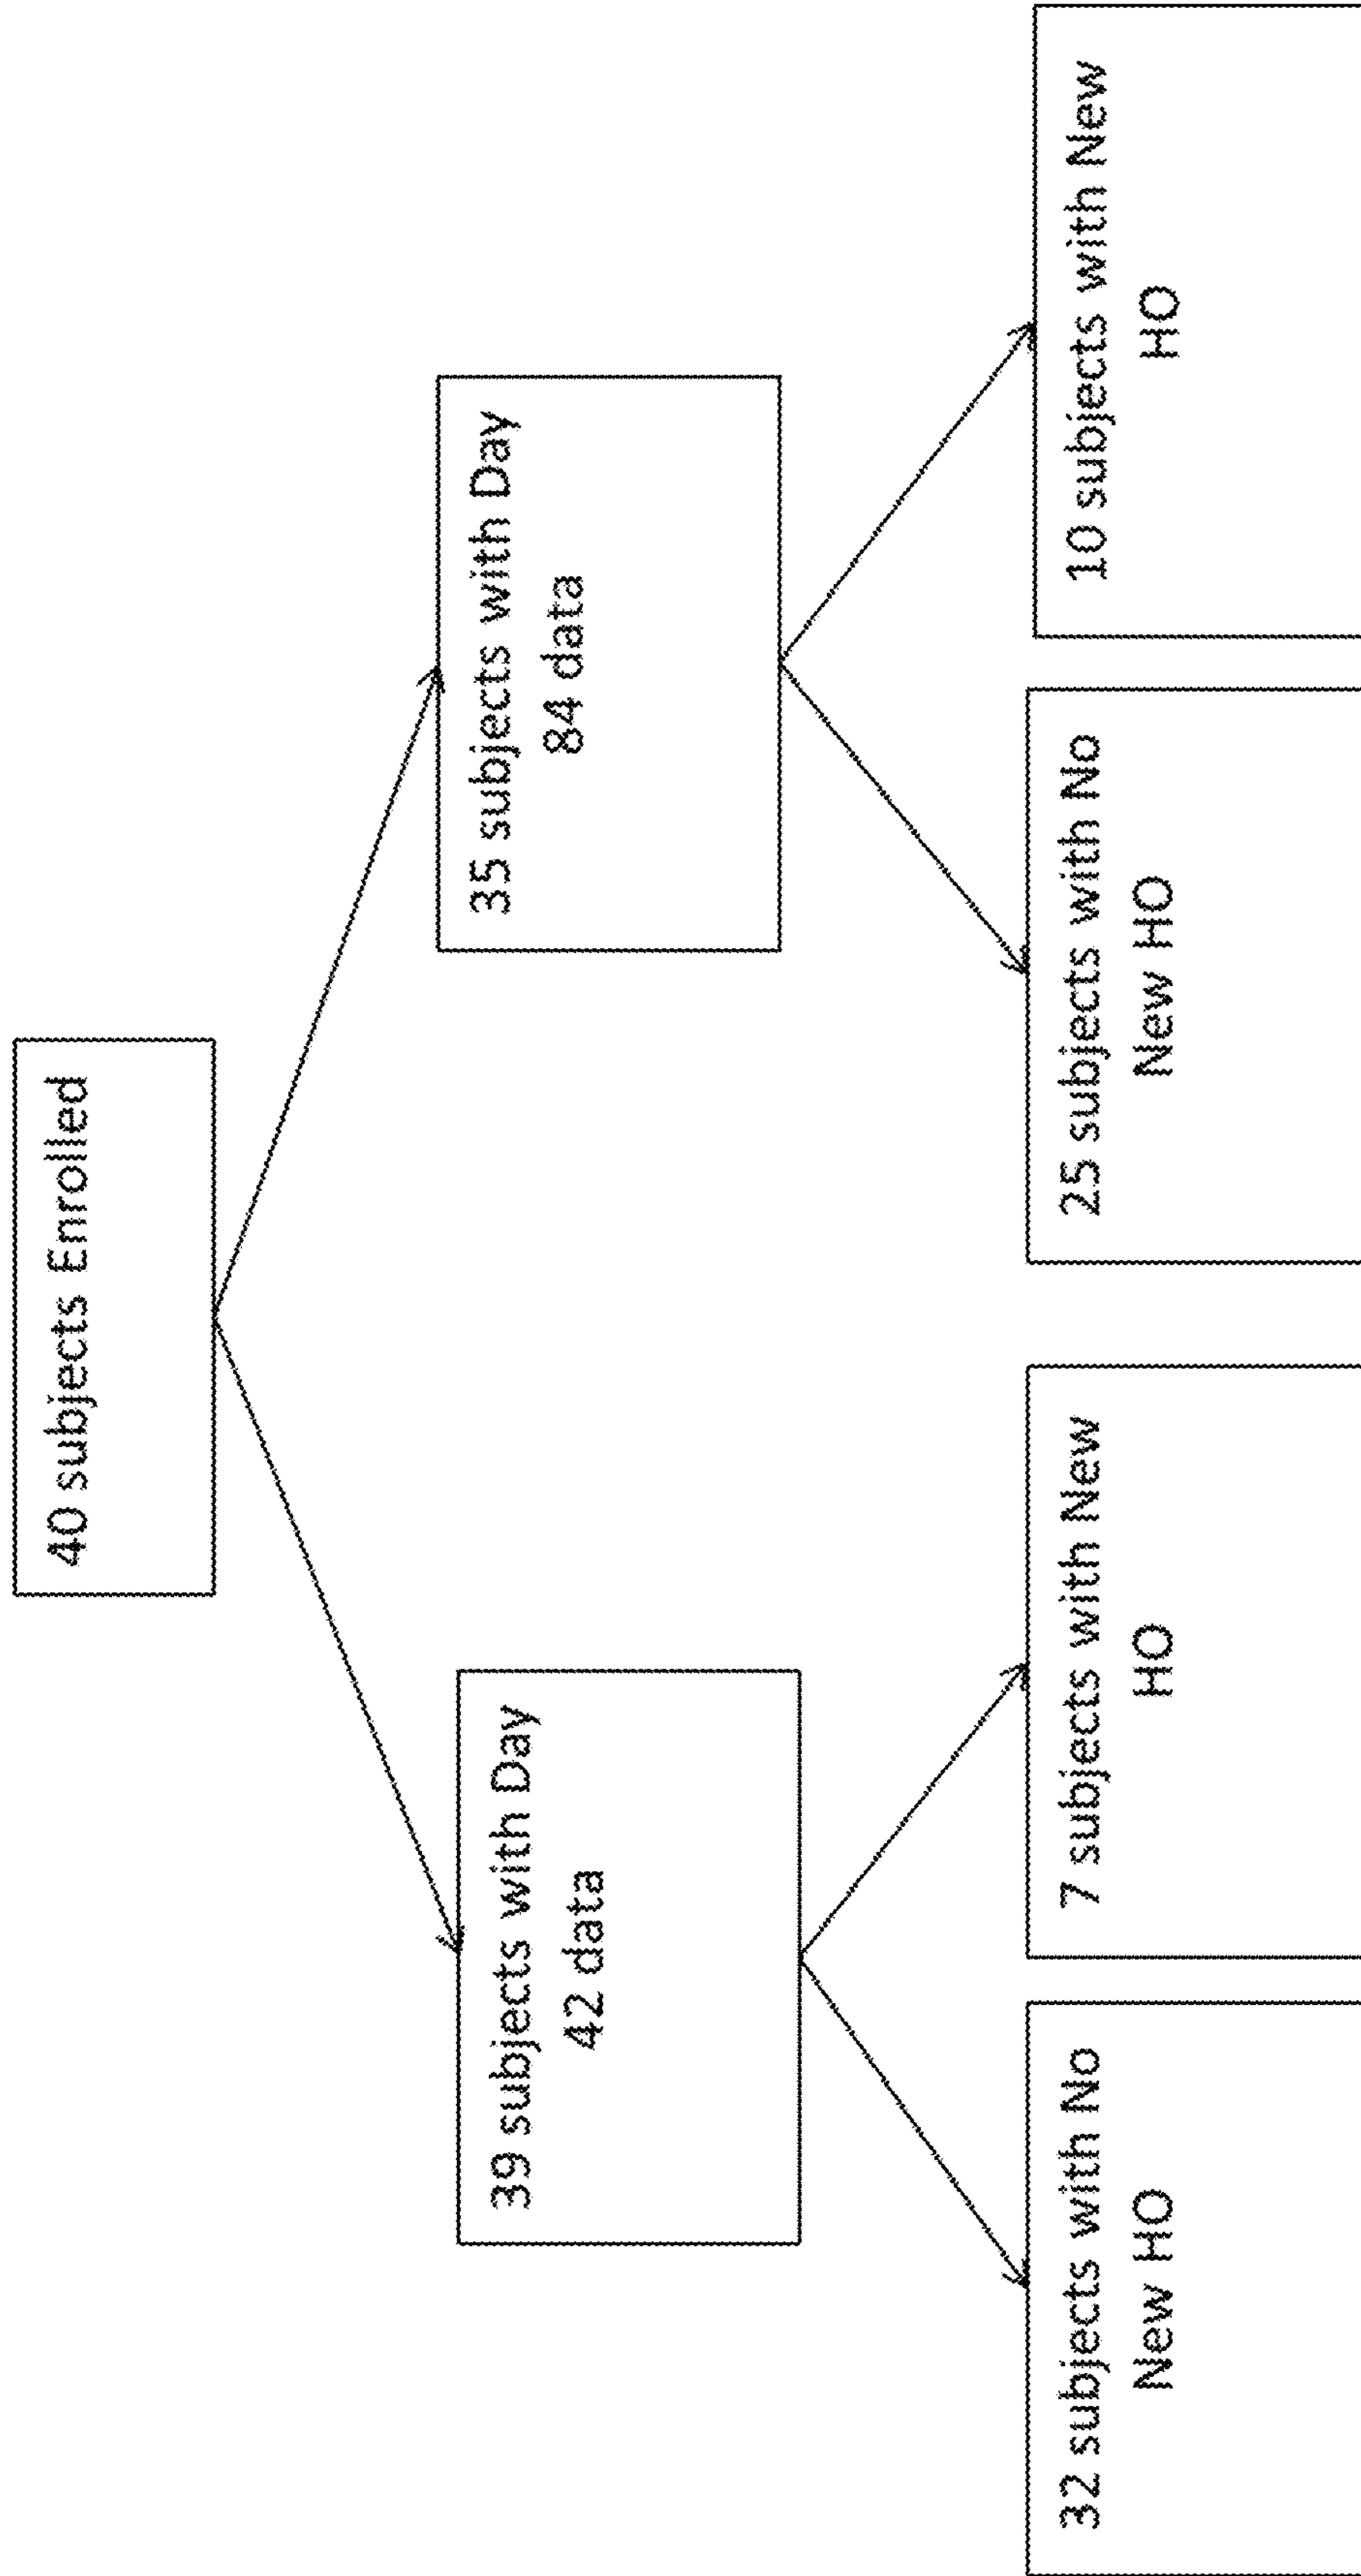 40 subjects Enrolled
39 subjects with Day
42 data
35 subjects with Day
84 data
32 subjects with No
New HO
7 subjects with New
HO
25 subjects with No
New HO
10 subjects with New
HO